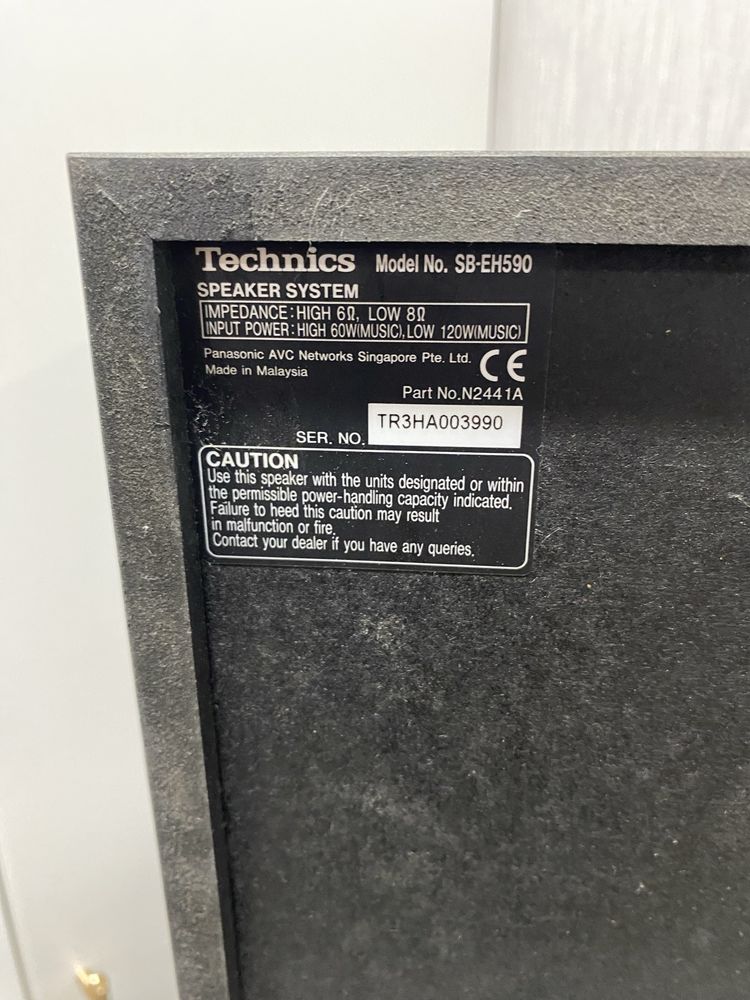 Technics Model No. SB-EH590
SPEAKER SYSTEM
IMPEDANCE:HIGH 6Ω, LOW 8Ω
INPUT POWER:HIGH 60W(MUSIC),LOW 120W(MUSIC)
Panasonic AVC Networks Singapore Pte. Ltd.
Made in Malaysia
CE
Part No.N2441A
SER. NO. TR3HA003990
CAUTION
Use this speaker with the units designated or within
the permissible power-handling capacity indicated.
Failure to heed this caution may result
in malfunction or fire.
Contact your dealer if you have any queries.